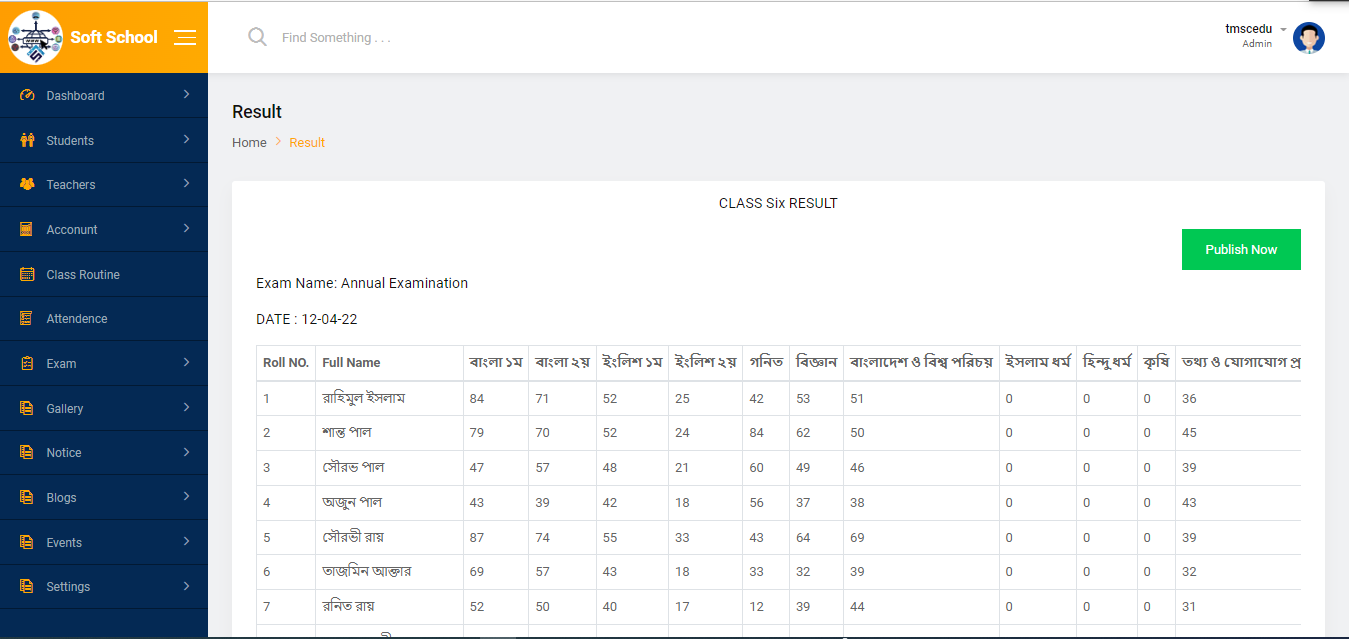 Soft School
Find Something . . .
tmscedu
Admin
Dashboard
Students
Teachers
Acconunt
Class Routine
Attendence
Exam
Gallery
Notice
Blogs
Events
Settings
Result
Home > Result
CLASS Six RESULT
Publish Now
Exam Name: Annual Examination
DATE : 12-04-22
Roll NO. Full Name বাংলা ১ম বাংলা ২য় ইংলিশ ১ম ইংলিশ ২য় গনিত বিজ্ঞান বাংলাদেশ ও বিশ্ব পরিচয় ইসলাম ধর্ম হিন্দু ধর্ম কৃষি তথ্য ও যোগাযোগ প্র
1 রাহিমুল ইসলাম 84 71 52 25 42 53 51 0 0 0 36
2 শান্ত পাল 79 70 52 24 84 62 50 0 0 0 45
3 সৌরভ পাল 47 57 48 21 60 49 46 0 0 0 39
4 অজুন পাল 43 39 42 18 56 37 38 0 0 0 43
5 সৌরভী রায় 87 74 55 33 43 64 69 0 0 0 39
6 তাজমিন আক্তার 69 57 43 18 33 32 39 0 0 0 32
7 রনিত রায় 52 50 40 17 12 39 44 0 0 0 31